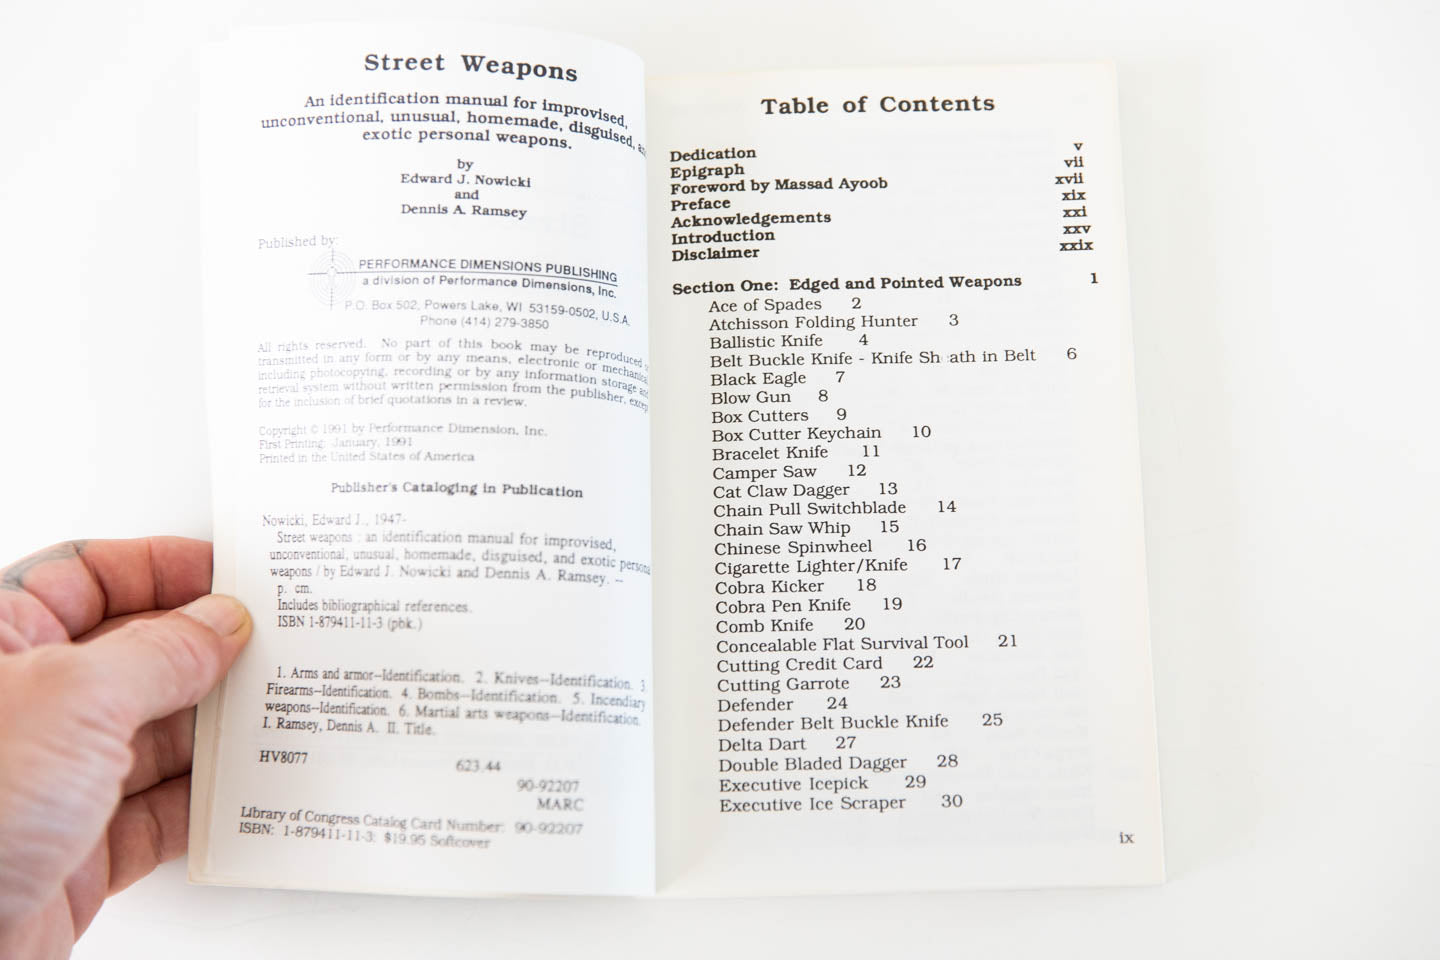 Street Weapons
An identification manual for improvised,
unconventional, unusual, homemade, disguised,
exotic personal weapons.
by
Edward J. Nowicki
and
Dennis A. Ramsey
Published by:
PERFORMANCE DIMENSIONS PUBLISHING
a division of Performance Dimensions, Inc.
P.O. Box 502, Powers Lake, WI 53159-0502, U.S.A.
Phone (414) 279-3850
All rights reserved. No part of this book may be reproduced
transmitted in any form or by any means, electronic or mechanical,
including photocopying, recording or by any information storage and
retrieval system without written permission from the publisher, except
for the inclusion of brief quotations in a review.
Copyright © 1991 by Performance Dimension, Inc.
First Printing: January, 1991
Printed in the United States of America
Publisher's Cataloging in Publication
Nowicki, Edward J., 1947-
Street weapons : an identification manual for improvised,
unconventional, unusual, homemade, disguised, and exotic personal
weapons / by Edward J. Nowicki and Dennis A. Ramsey. --
p. cm.
Includes bibliographical references.
ISBN 1-879411-11-3 (pbk.)
1. Arms and armor--Identification. 2. Knives--Identification. 3.
Firearms--Identification. 4. Bombs--Identification. 5. Incendiary
weapons--Identification. 6. Martial arts weapons--Identification.
I. Ramsey, Dennis A. II. Title.
HV8077
623.44
90-92207
MARC
Library of Congress Catalog Card Number: 90-92207
ISBN: 1-879411-11-3: $19.95 Softcover
Table of Contents
Dedication v
Epigraph vii
Foreword by Massad Ayoob xvii
Preface xix
Acknowledgements xxi
Introduction xxv
Disclaimer xxix
Section One: Edged and Pointed Weapons 1
Ace of Spades 2
Atchisson Folding Hunter 3
Ballistic Knife 4
Belt Buckle Knife - Knife Sheath in Belt 6
Black Eagle 7
Blow Gun 8
Box Cutters 9
Box Cutter Keychain 10
Bracelet Knife 11
Camper Saw 12
Cat Claw Dagger 13
Chain Pull Switchblade 14
Chain Saw Whip 15
Chinese Spinwheel 16
Cigarette Lighter/Knife 17
Cobra Kicker 18
Cobra Pen Knife 19
Comb Knife 20
Concealable Flat Survival Tool 21
Cutting Credit Card 22
Cutting Garrote 23
Defender 24
Defender Belt Buckle Knife 25
Delta Dart 27
Double Bladed Dagger 28
Executive Icepick 29
Executive Ice Scraper 30
ix